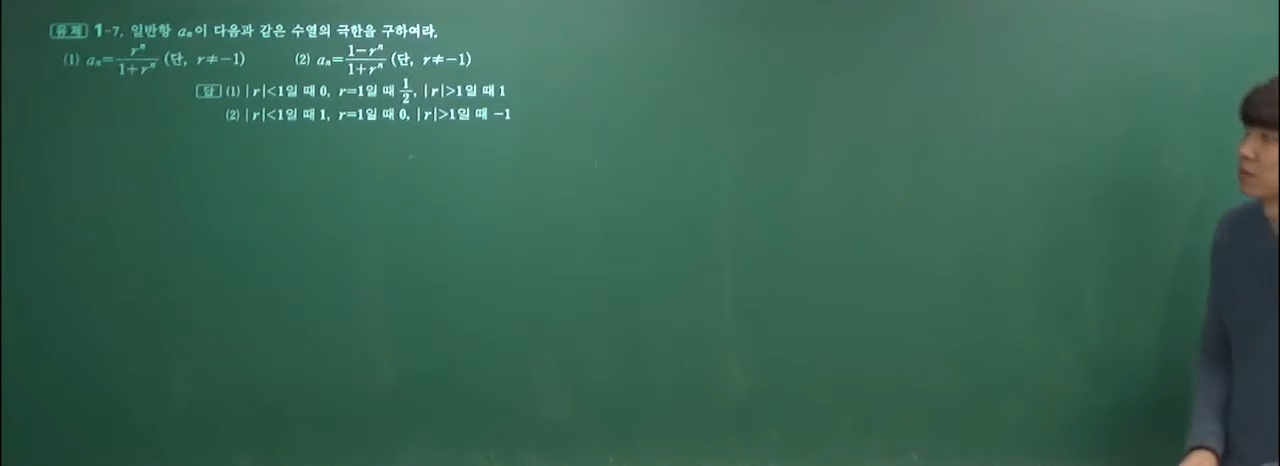 유제 1-7. 일반항 aₙ이 다음과 같은 수열의 극한을 구하여라.
(1) aₙ=rⁿ/(1+rⁿ) (단, r≠-1) (2) aₙ=(1-rⁿ)/(1+rⁿ) (단, r≠-1)
답 (1) |r|<1일 때 0, r=1일 때 1/2, |r|>1일 때 1
(2) |r|<1일 때 1, r=1일 때 0, |r|>1일 때 -1